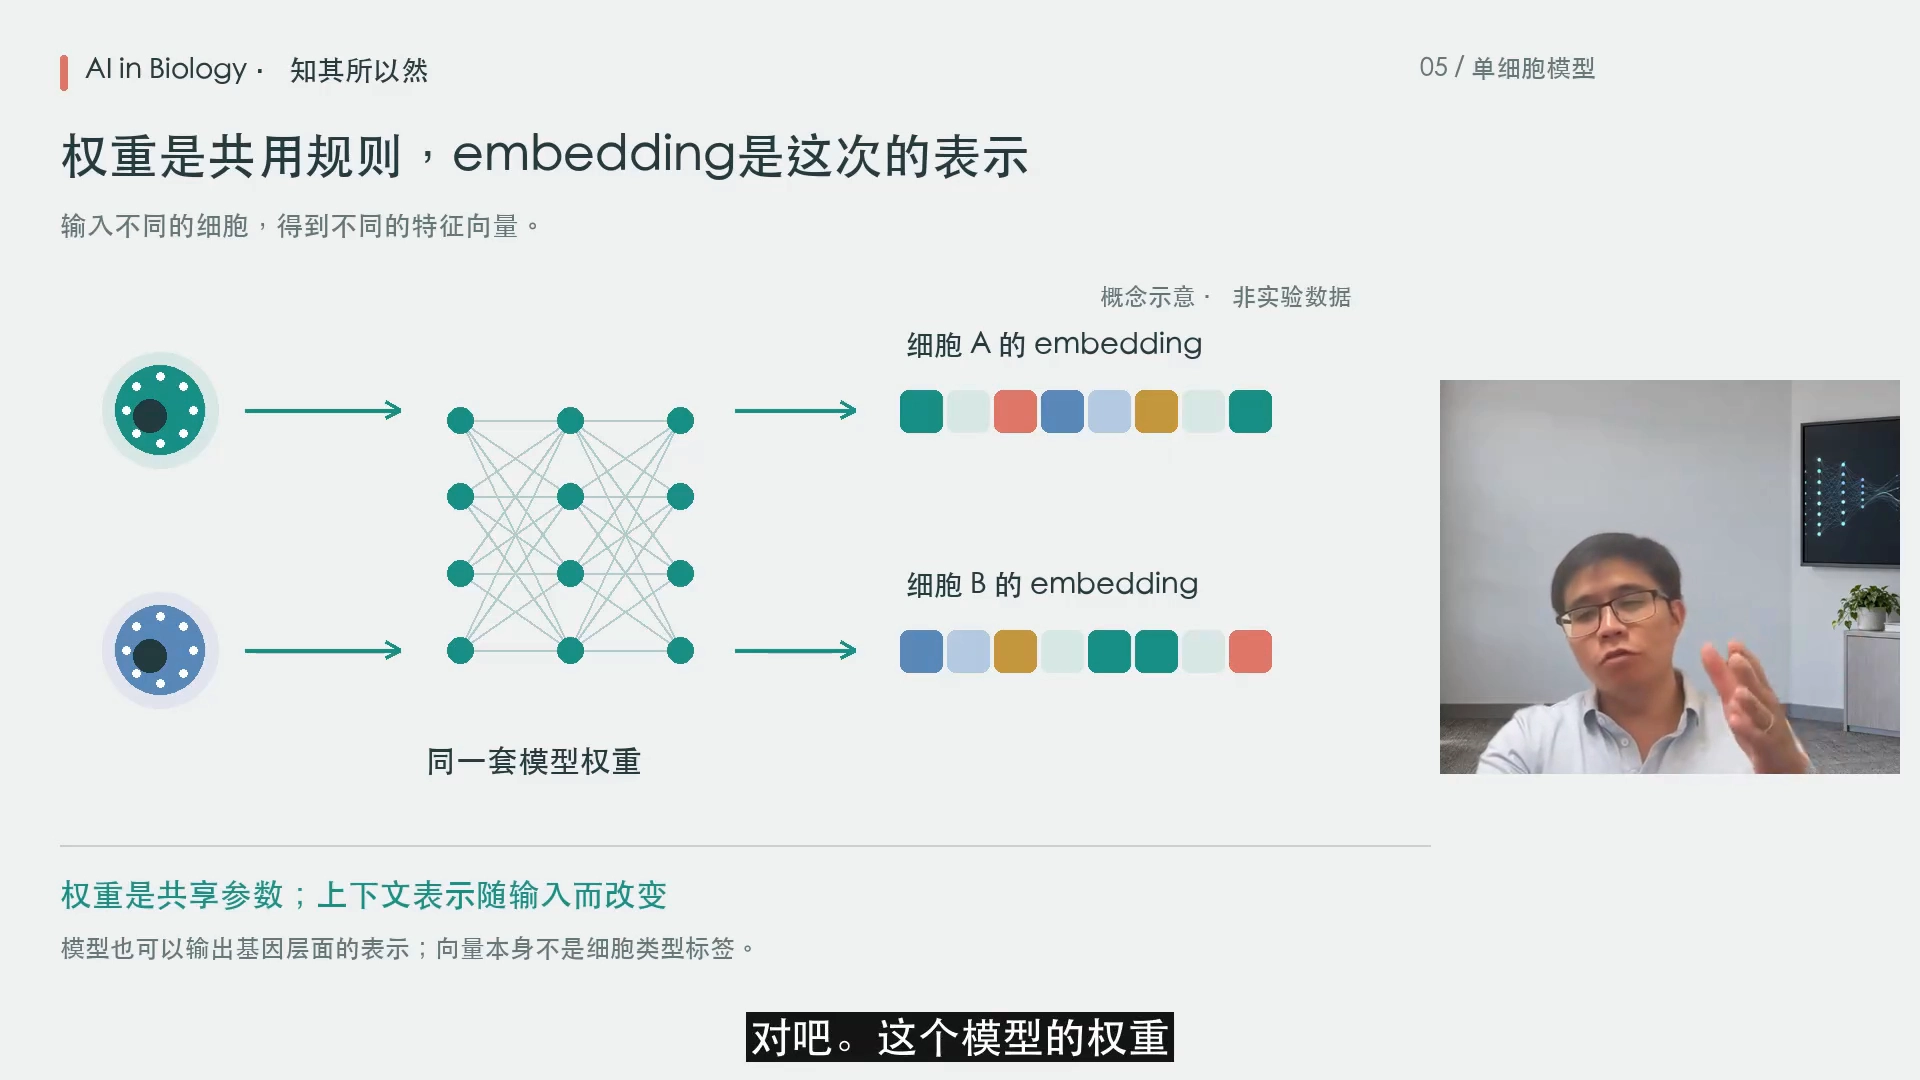 AI in Biology · 知其所以然
05 / 单细胞模型
权重是共用规则，embedding是这次的表示
输入不同的细胞，得到不同的特征向量。
概念示意 · 非实验数据
细胞 A 的 embedding
细胞 B 的 embedding
同一套模型权重
权重是共享参数；上下文表示随输入而改变
模型也可以输出基因层面的表示；向量本身不是细胞类型标签。
对吧。这个模型的权重